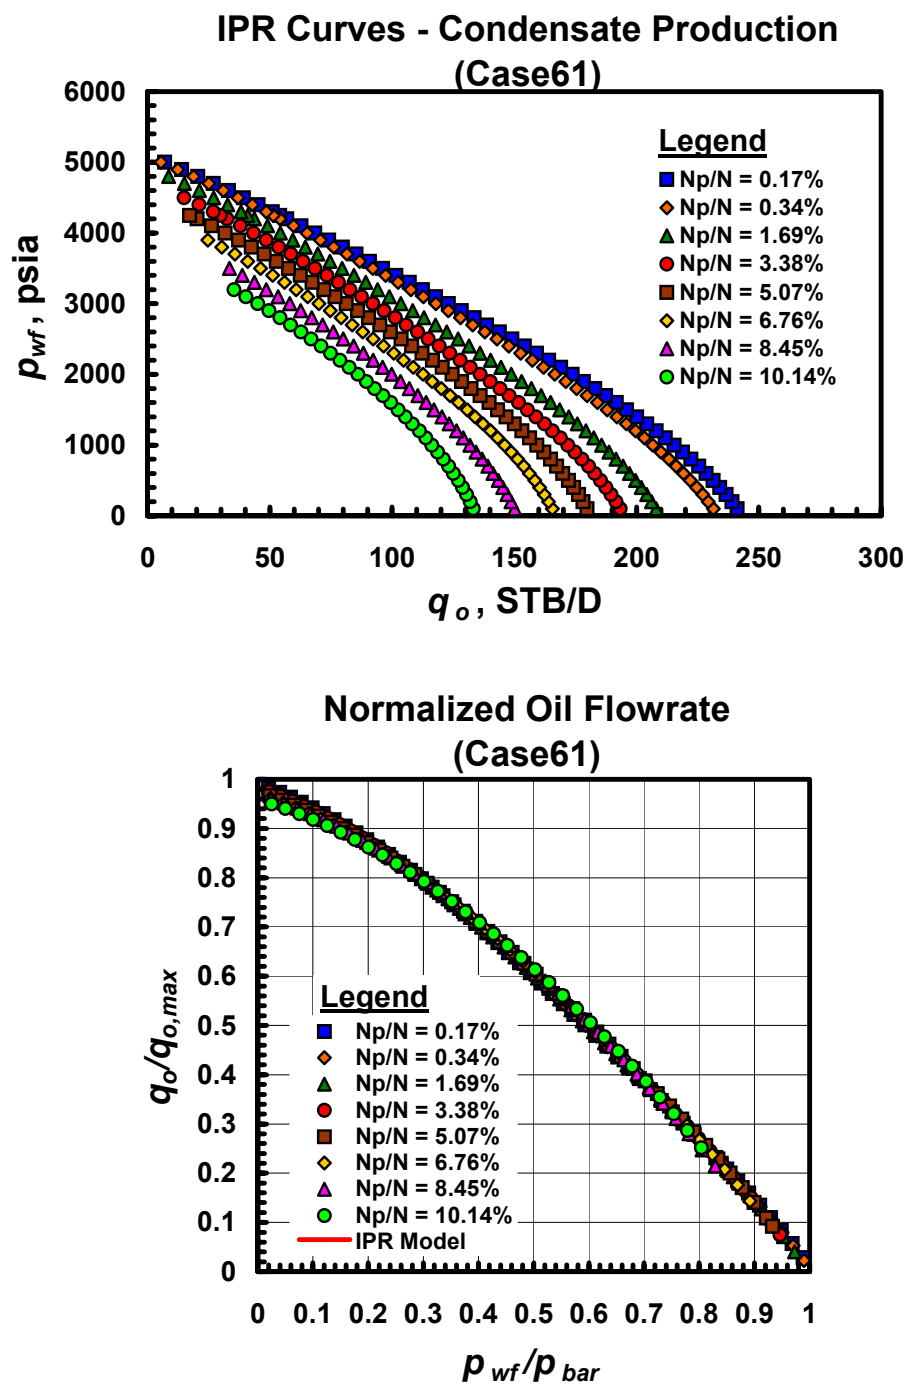 IPR Curves - Condensate Production
(Case61)
6000
5000
4000
3000
2000
1000
0
p wf , psia
Legend
Np/N = 0.17%
Np/N = 0.34%
Np/N = 1.69%
Np/N = 3.38%
Np/N = 5.07%
Np/N = 6.76%
Np/N = 8.45%
Np/N = 10.14%
0 50 100 150 200 250 300
q o , STB/D
Normalized Oil Flowrate
(Case61)
1
0.9
0.8
0.7
0.6
0.5
0.4
0.3
0.2
0.1
0
q o /q o,max
Legend
Np/N = 0.17%
Np/N = 0.34%
Np/N = 1.69%
Np/N = 3.38%
Np/N = 5.07%
Np/N = 6.76%
Np/N = 8.45%
Np/N = 10.14%
IPR Model
0 0.1 0.2 0.3 0.4 0.5 0.6 0.7 0.8 0.9 1
p wf /p bar